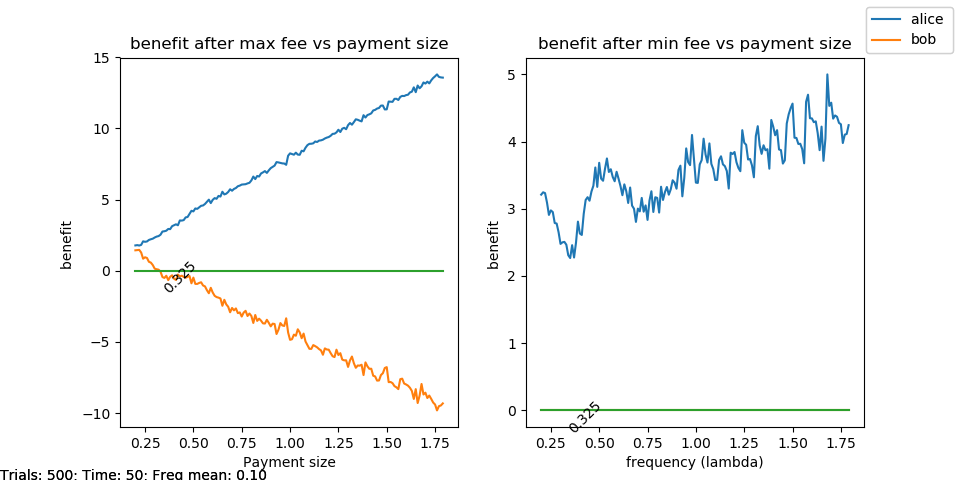 benefit after max fee vs payment size
benefit after min fee vs payment size
alice
bob
benefit
15
10
5
0
−5
−10
0.325
0.25 0.50 0.75 1.00 1.25 1.50 1.75
Payment size
benefit
5
4
3
2
1
0
0.325
0.25 0.50 0.75 1.00 1.25 1.50 1.75
frequency (lambda)
Trials: 500; Time: 50; Freq mean: 0.10